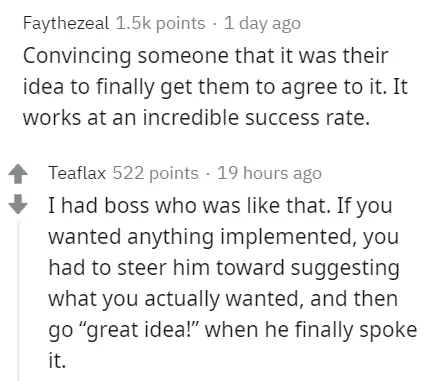 Faythezeal 1.5k points · 1 day ago
Convincing someone that it was their
idea to finally get them to agree to it. It
works at an incredible success rate.
Teaflax 522 points · 19 hours ago
I had boss who was like that. If you
wanted anything implemented, you
had to steer him toward suggesting
what you actually wanted, and then
go “great idea!” when he finally spoke
it.